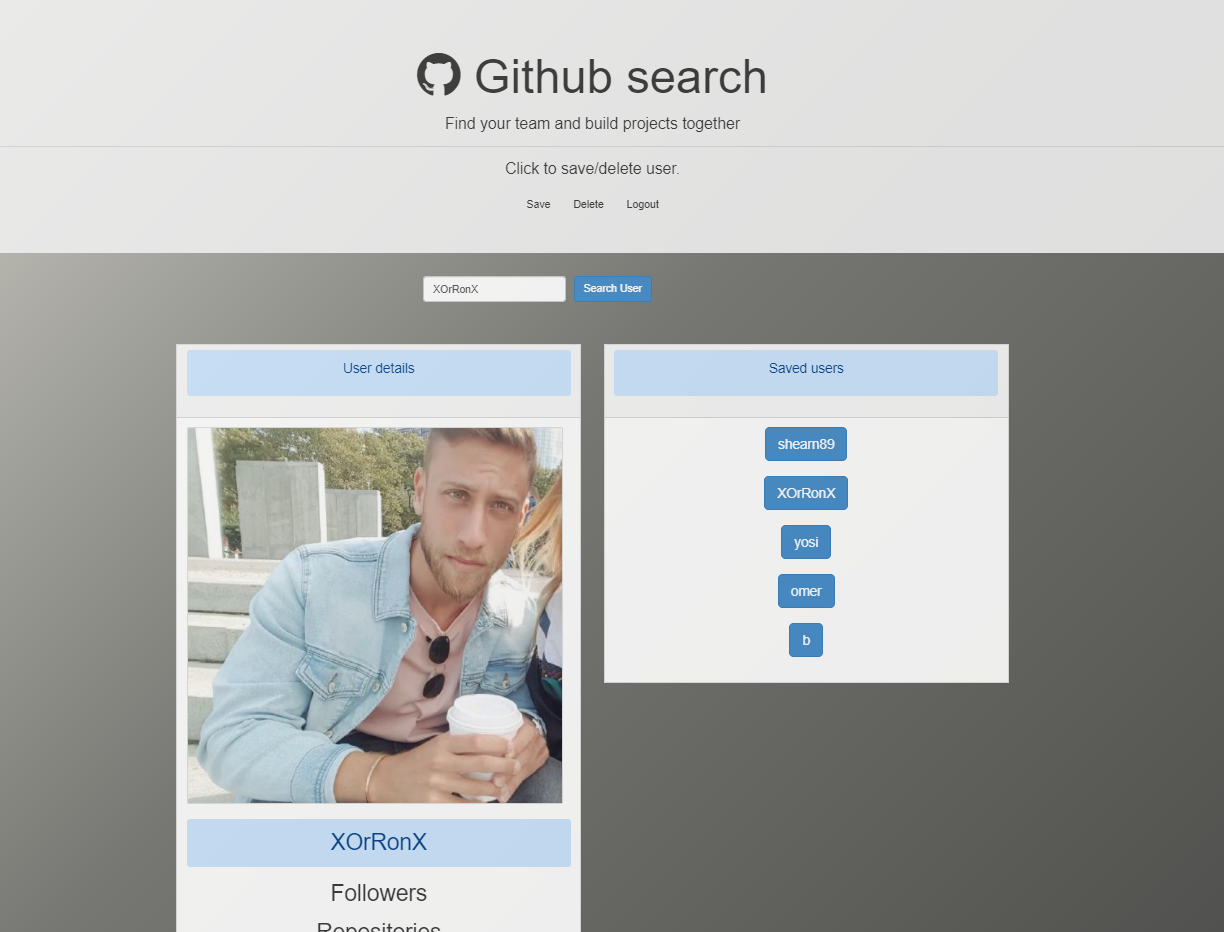 Github search
Find your team and build projects together
Click to save/delete user.
Save Delete Logout
XOrRonX Search User
User details
XOrRonX
Followers
Repositories
Saved users
shearn89
XOrRonX
yosi
omer
b